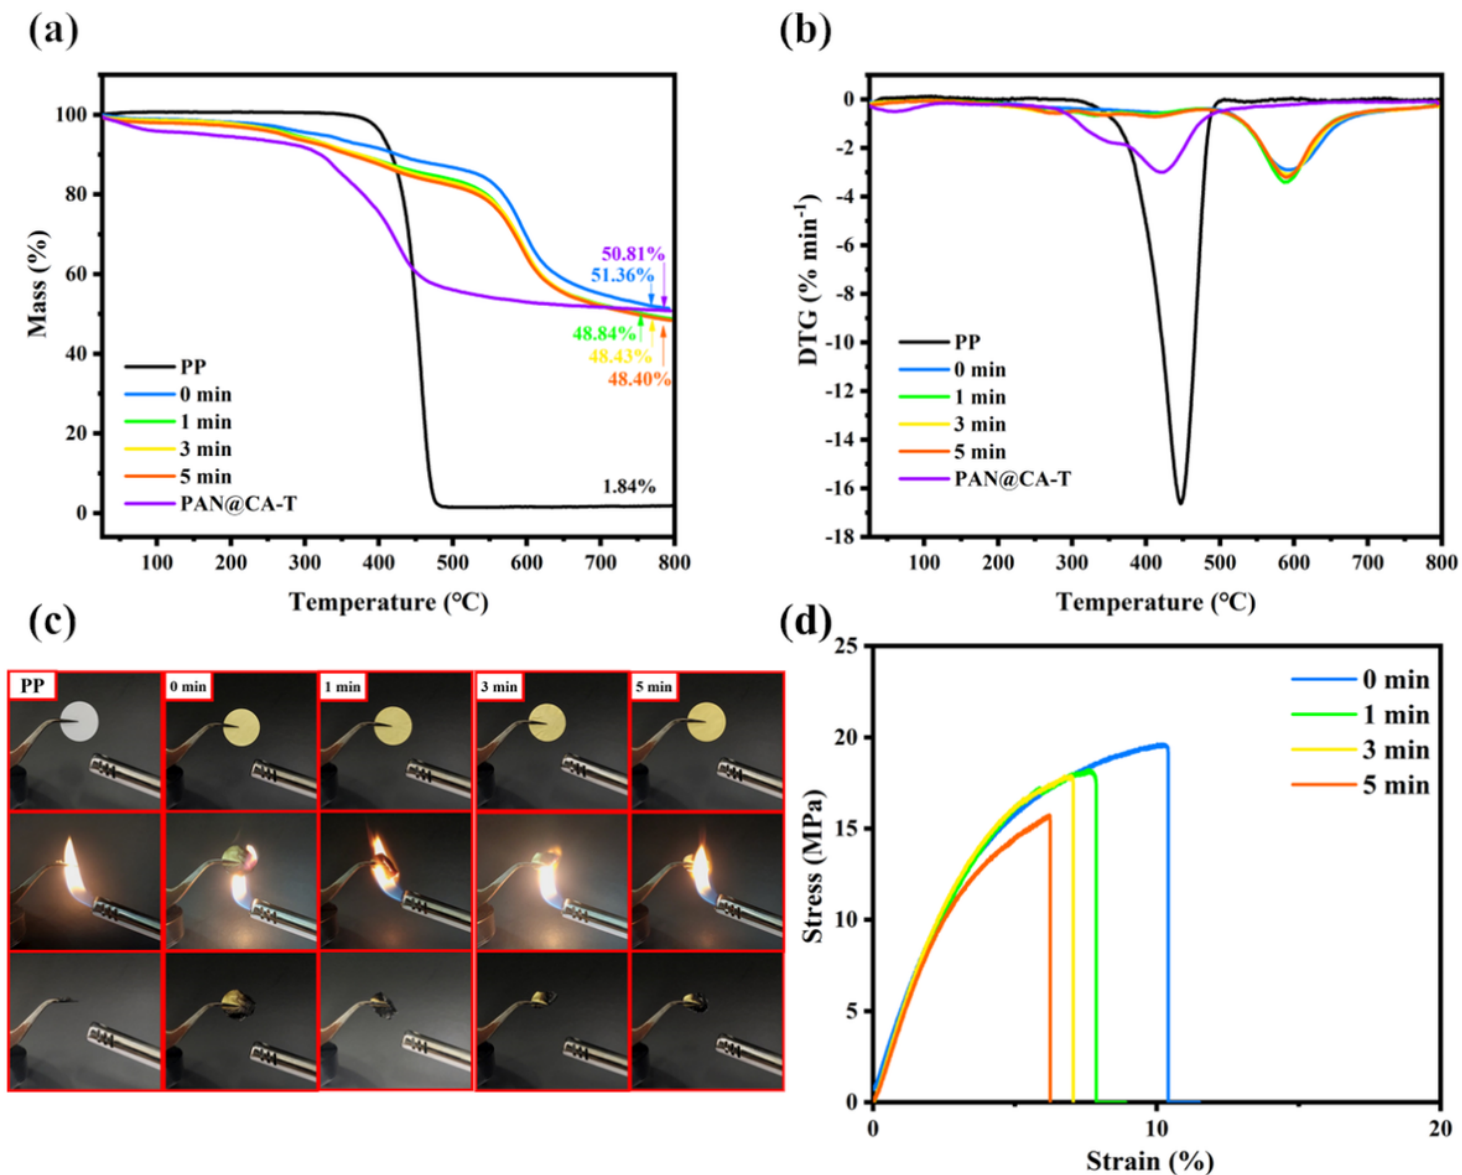 (a)
100
80
60
40
20
0
Mass (%)
PP
0 min
1 min
3 min
5 min
PAN@CA-T
50.81%
51.36%
48.84%
48.43%
48.40%
1.84%
100 200 300 400 500 600 700 800
Temperature (℃)
(b)
0
-2
-4
-6
-8
-10
-12
-14
-16
-18
DTG (% min⁻¹)
PP
0 min
1 min
3 min
5 min
PAN@CA-T
100 200 300 400 500 600 700 800
Temperature (℃)
(c)
PP 0 min 1 min 3 min 5 min
(d)
25
20
15
10
5
0
Stress (MPa)
0 min
1 min
3 min
5 min
0 10 20
Strain (%)